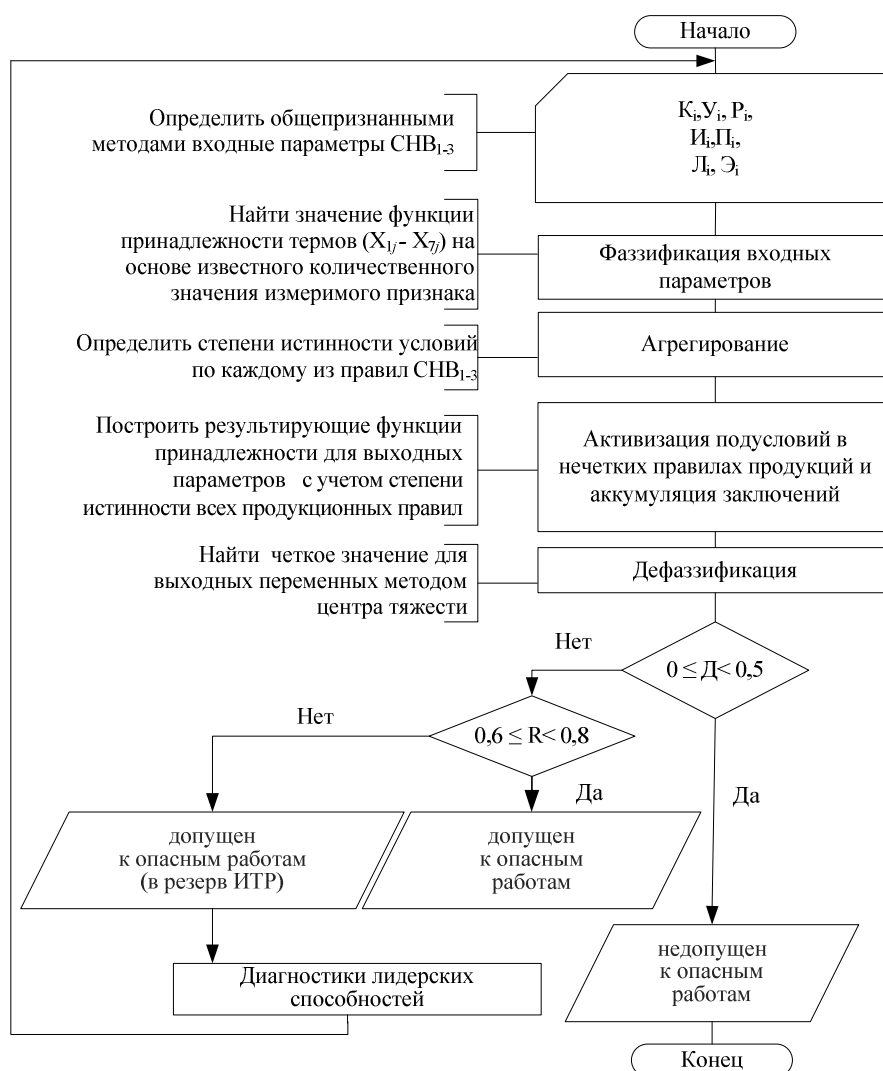 Начало
Определить общепризнанными
методами входные параметры СНВ1-3
Кi,Уi, Рi,
Иi,Пi,
Лi, Эi
Найти значение функции
принадлежности термов (X1j - X7j) на
основе известного количественного
значения измеримого признака
Фаззификация входных
параметров
Определить степени истинности условий
по каждому из правил СНВ1-3
Агрегирование
Построить результирующие функции
принадлежности для выходных
параметров с учетом степени
истинности всех продукционных правил
Активизация подусловий в
нечетких правилах продукций и
аккумуляция заключений
Найти четкое значение для
выходных переменных методом
центра тяжести
Дефаззификация
Нет
0 ≤ Д< 0,5
Нет
0,6 ≤ R< 0,8
Да
Да
допущен
к опасным работам
(в резерв ИТР)
допущен
к опасным
работам
недопущен
к опасным
работам
Диагностики лидерских
способностей
Конец